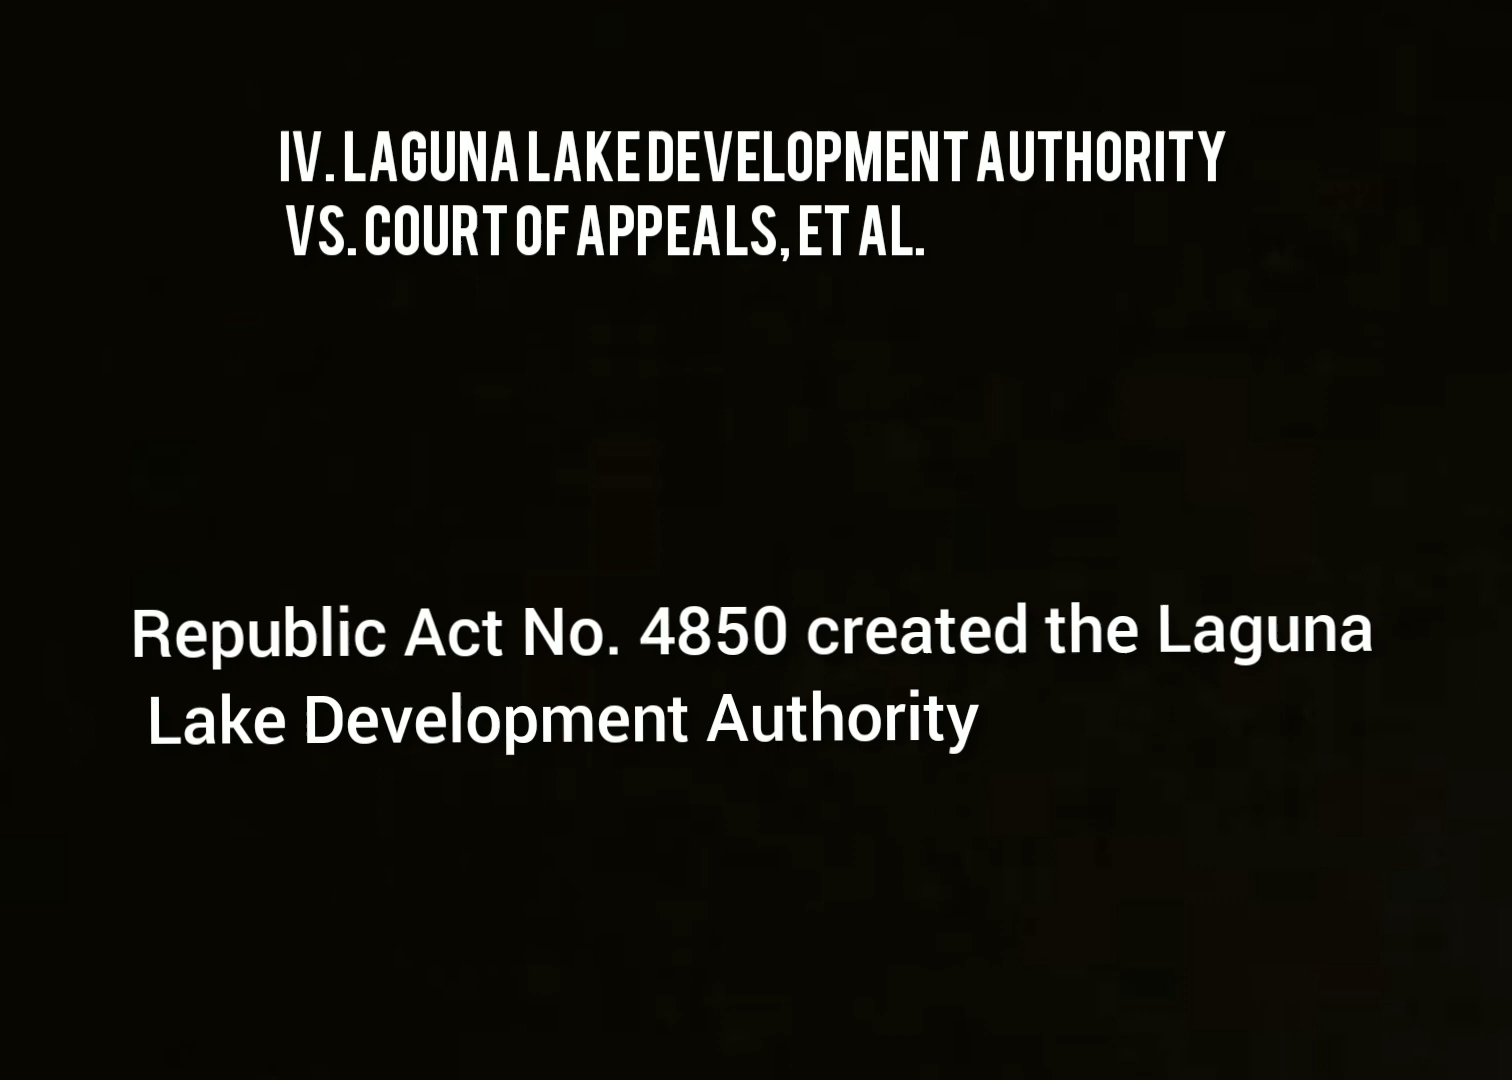 IV. LAGUNA LAKE DEVELOPMENT AUTHORITY
VS. COURT OF APPEALS, ET AL.
Republic Act No. 4850 created the Laguna
Lake Development Authority